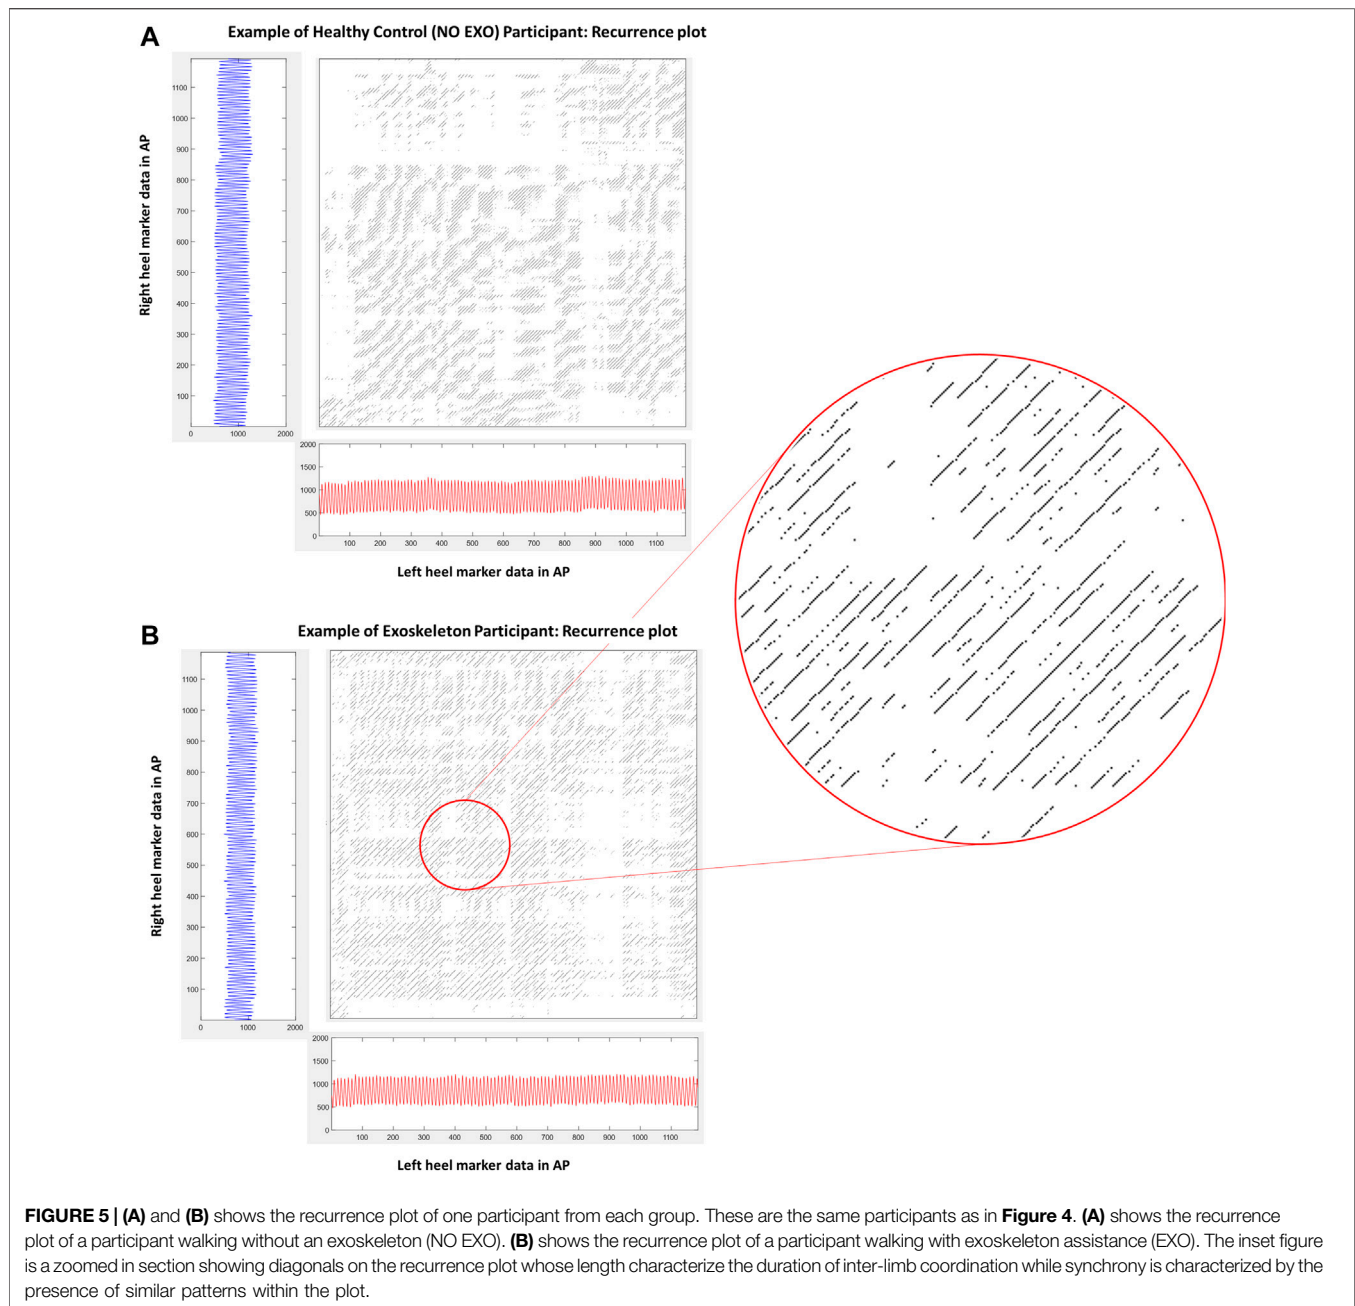 A
Example of Healthy Control (NO EXO) Participant: Recurrence plot
Right heel marker data in AP
1100
1000
900
800
700
600
500
400
300
200
100
0 1000 2000
2000
1500
1000
500
0
100 200 300 400 500 600 700 800 900 1000 1100
Left heel marker data in AP
B
Example of Exoskeleton Participant: Recurrence plot
Right heel marker data in AP
1100
1000
900
800
700
600
500
400
300
200
100
0 1000 2000
2000
1500
1000
500
0
100 200 300 400 500 600 700 800 900 1000 1100
Left heel marker data in AP
FIGURE 5 | (A) and (B) shows the recurrence plot of one participant from each group. These are the same participants as in Figure 4. (A) shows the recurrence
plot of a participant walking without an exoskeleton (NO EXO). (B) shows the recurrence plot of a participant walking with exoskeleton assistance (EXO). The inset figure
is a zoomed in section showing diagonals on the recurrence plot whose length characterize the duration of inter-limb coordination while synchrony is characterized by the
presence of similar patterns within the plot.